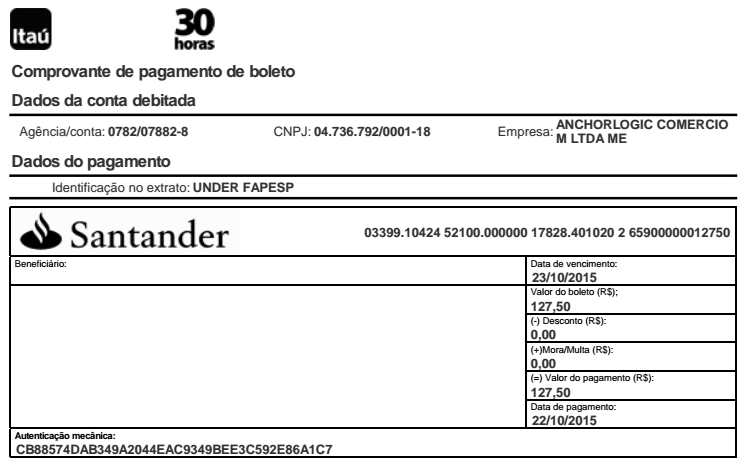 Itaú
30
horas
Comprovante de pagamento de boleto
Dados da conta debitada
Agência/conta: 0782/07882-8 CNPJ: 04.736.792/0001-18 Empresa: ANCHORLOGIC COMERCIO
M LTDA ME
Dados do pagamento
Identificação no extrato: UNDER FAPESP
Santander 03399.10424 52100.000000 17828.401020 2 65900000012750
Beneficiário:
Data de vencimento:
23/10/2015
Valor do boleto (R$);
127,50
(-) Desconto (R$):
0,00
(+)Mora/Multa (R$):
0,00
(=) Valor do pagamento (R$):
127,50
Data de pagamento:
22/10/2015
Autenticação mecânica:
CB88574DAB349A2044EAC9349BEE3C592E86A1C7